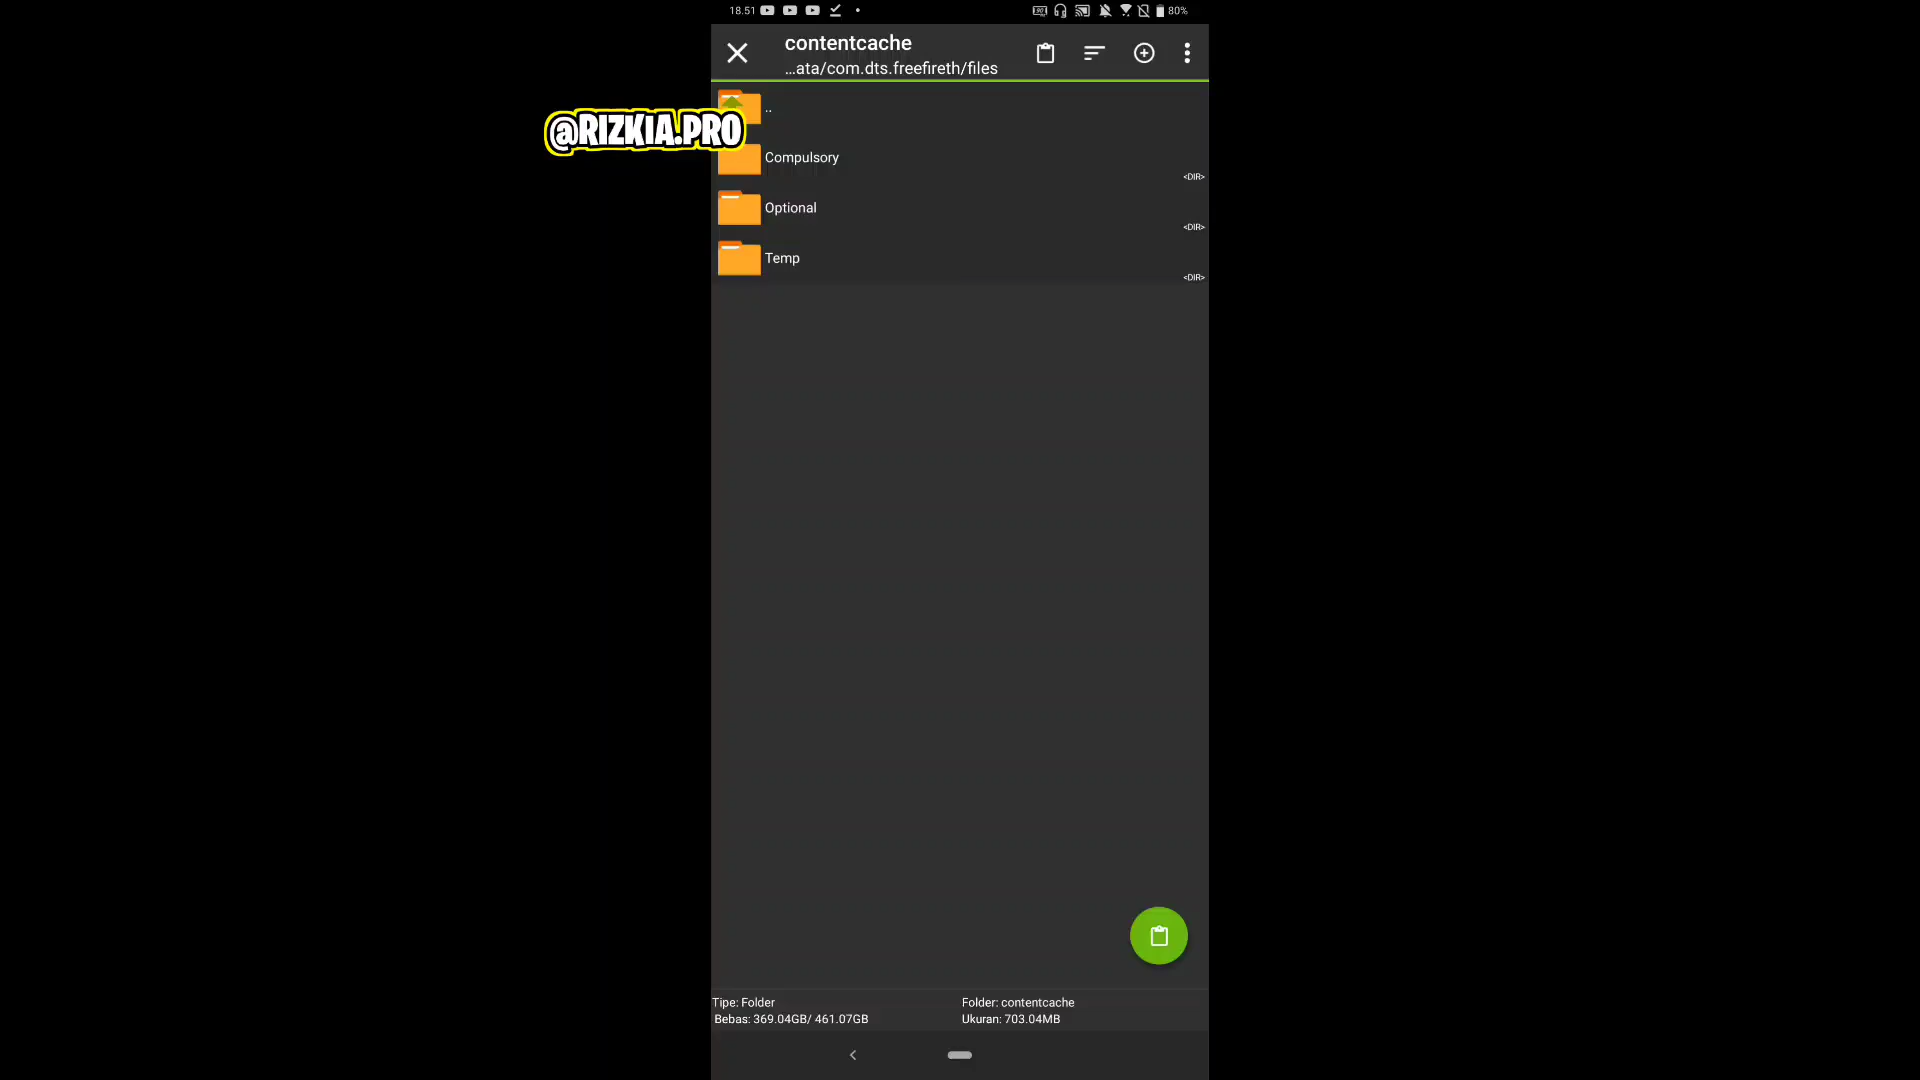 18.51
80%
contentcache
...ata/com.dts.freefireth/files
@RIZKIA.PRO
..
Compulsory
<DIR>
Optional
<DIR>
Temp
<DIR>
Tipe: Folder
Folder: contentcache
Bebas: 369.04GB/ 461.07GB
Ukuran: 703.04MB